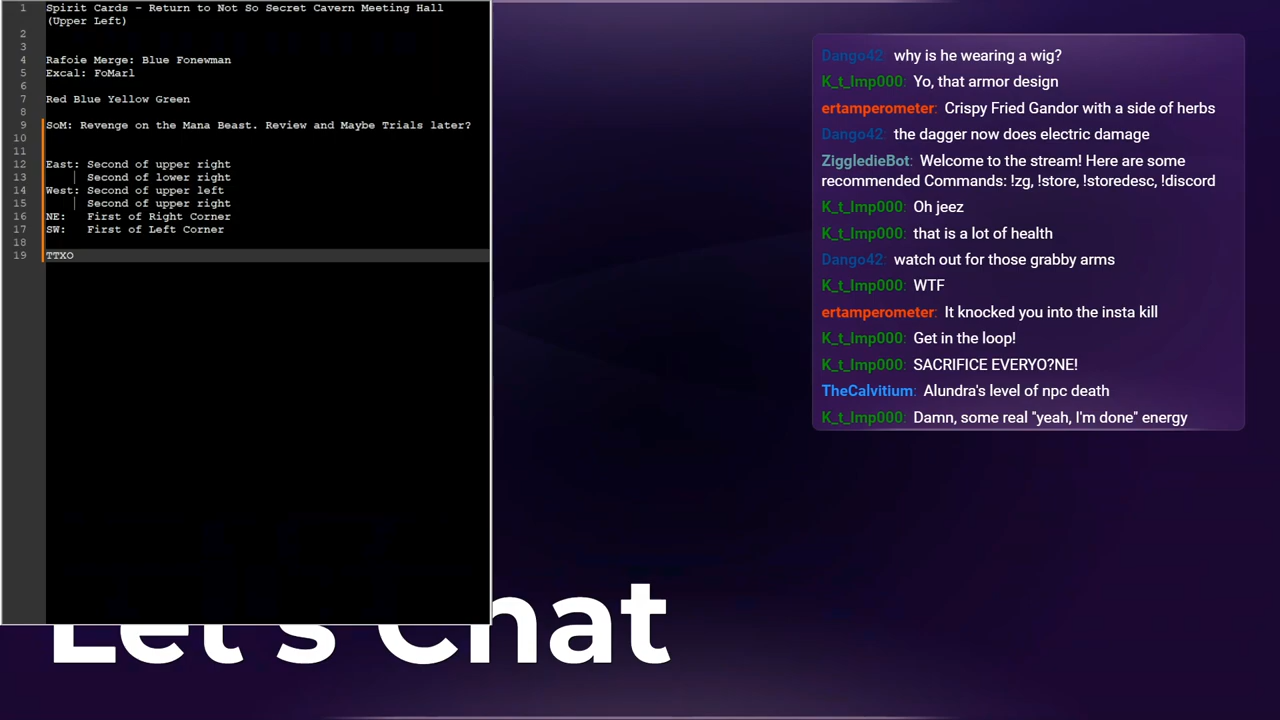 1 Spirit Cards - Return to Not So Secret Cavern Meeting Hall
(Upper Left)
2
3
4 Rafoie Merge: Blue Fonewman
5 Excal: FoMarl
6
7 Red Blue Yellow Green
8
9 SoM: Revenge on the Mana Beast. Review and Maybe Trials later?
10
11
12 East: Second of upper right
13 Second of lower right
14 West: Second of upper left
15 Second of upper right
16 NE: First of Right Corner
17 SW: First of Left Corner
18
19 TTXO
Dango42: why is he wearing a wig?
K_t_Imp000: Yo, that armor design
ertamperometer: Crispy Fried Gandor with a side of herbs
Dango42: the dagger now does electric damage
ZiggledieBot: Welcome to the stream! Here are some
recommended Commands: !zg, !store, !storedesc, !discord
K_t_Imp000: Oh jeez
K_t_Imp000: that is a lot of health
Dango42: watch out for those grabby arms
K_t_Imp000: WTF
ertamperometer: It knocked you into the insta kill
K_t_Imp000: Get in the loop!
K_t_Imp000: SACRIFICE EVERYO?NE!
TheCalvitium: Alundra's level of npc death
K_t_Imp000: Damn, some real "yeah, I'm done" energy
Let's Chat